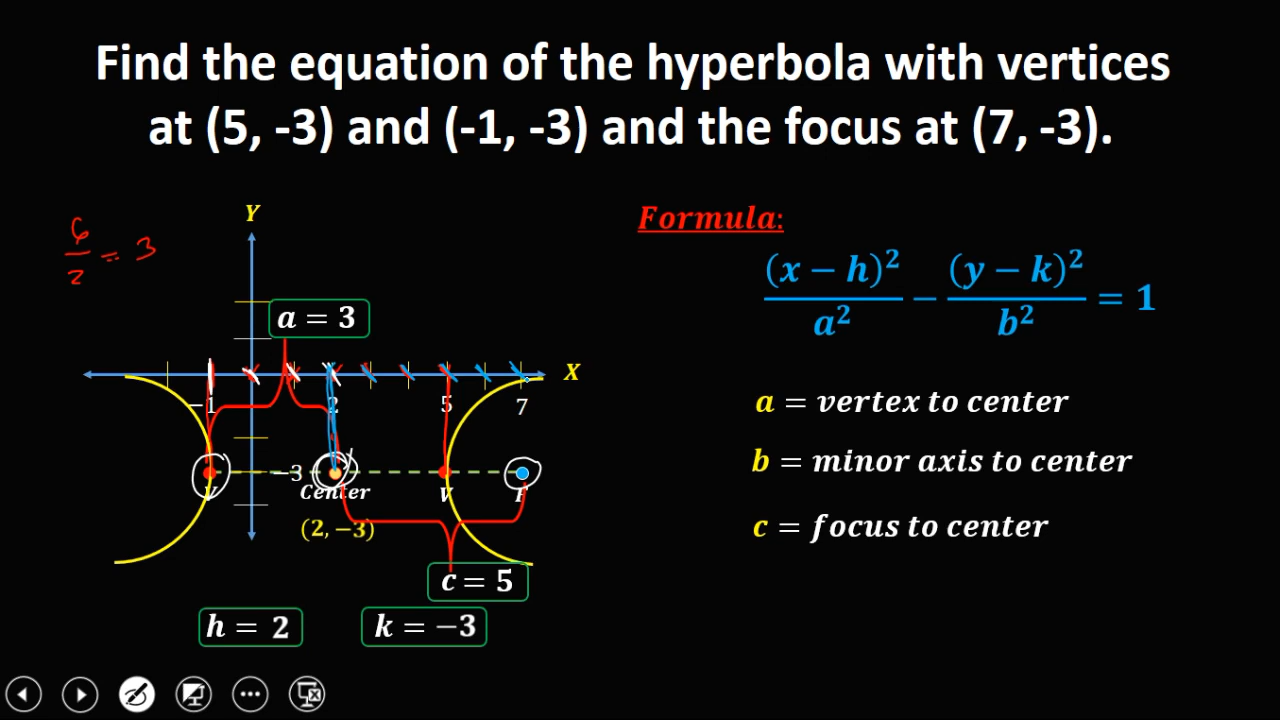 Find the equation of the hyperbola with vertices
at (5, -3) and (-1, -3) and the focus at (7, -3).
6/2 = 3
Y
a = 3
X
−1
2
5
7
−3
V
Center
V
F
(2, −3)
c = 5
h = 2
k = −3
Formula:
(x − h)²/a² − (y − k)²/b² = 1
a = vertex to center
b = minor axis to center
c = focus to center